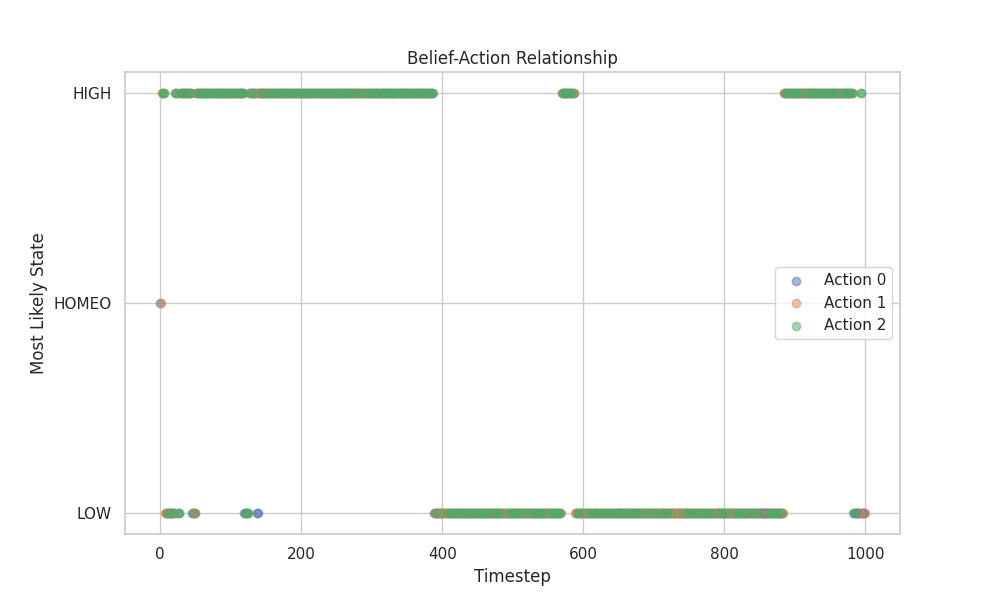 Belief-Action Relationship
HIGH
HOMEO
LOW
Most Likely State
Action 0
Action 1
Action 2
0
200
400
600
800
1000
Timestep